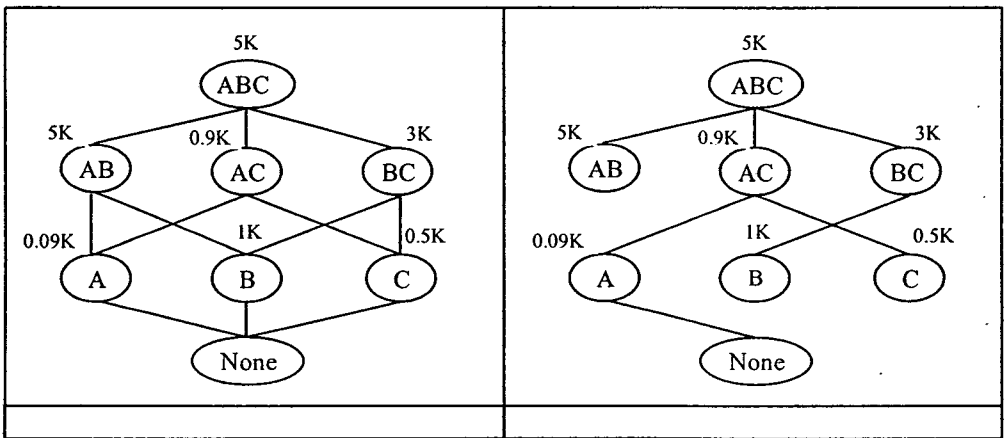 5K
ABC
5K 0.9K 3K
AB AC BC
0.09K 1K 0.5K
A B C
None
5K
ABC
5K 0.9K 3K
AB AC BC
0.09K 1K 0.5K
A B C
None